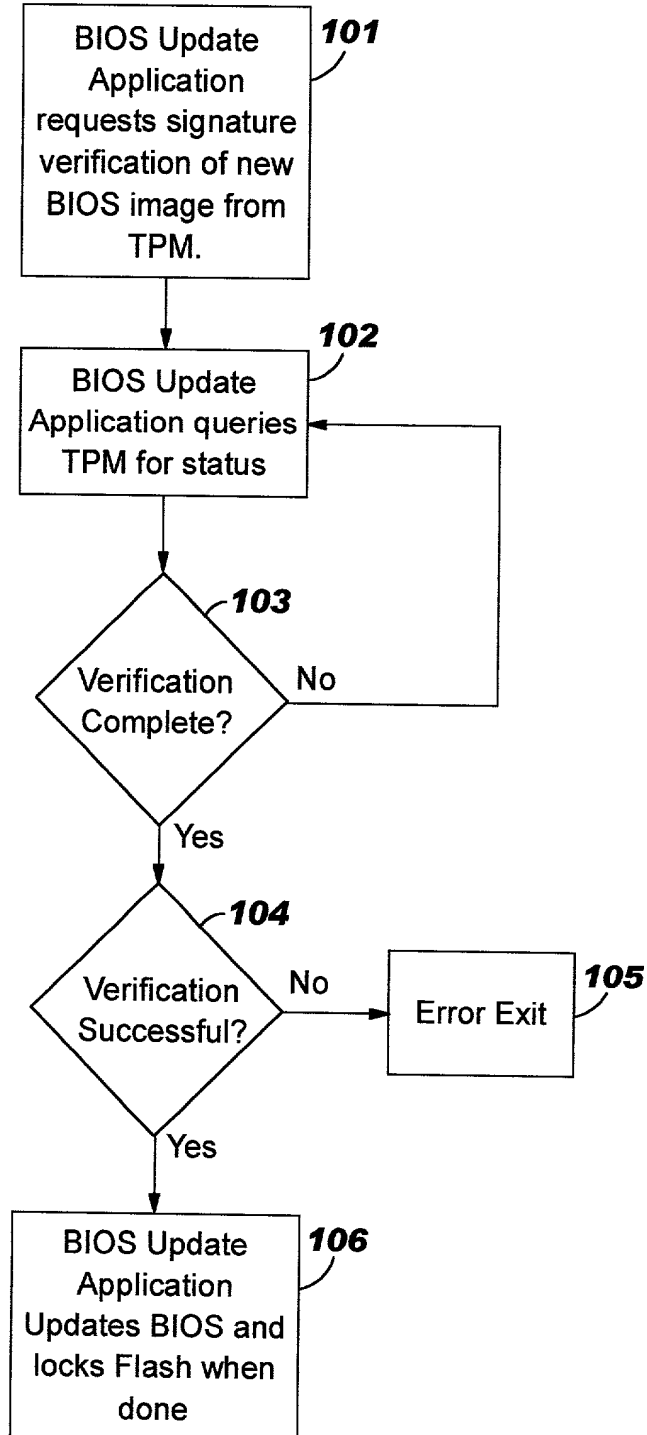 101
BIOS Update
Application
requests signature
verification of new
BIOS image from
TPM.
102
BIOS Update
Application queries
TPM for status
103
Verification
Complete?
No
Yes
104
Verification
Successful?
No
105
Error Exit
Yes
106
BIOS Update
Application
Updates BIOS and
locks Flash when
done